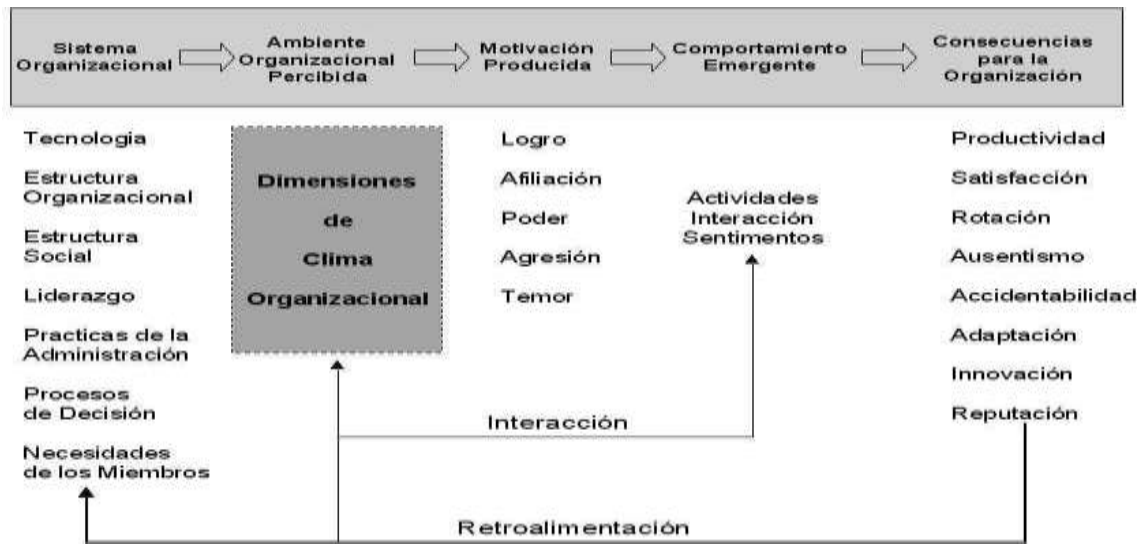 Sistema
Organizacional
Ambiente
Organizacional
Percibida
Motivación
Producida
Comportamiento
Emergente
Consecuencias
para la
Organización
Tecnologia
Estructura
Organizacional
Estructura
Social
Liderazgo
Practicas de la
Administración
Procesos
de Decisión
Necesidades
de los Miembros
Dimensiones
de
Clima
Organizacional
Logro
Afiliación
Poder
Agresión
Temor
Actividades
Interacción
Sentimentos
Productividad
Satisfacción
Rotación
Ausentismo
Accidentabilidad
Adaptación
Innovación
Reputación
Interacción
Retroalimentación